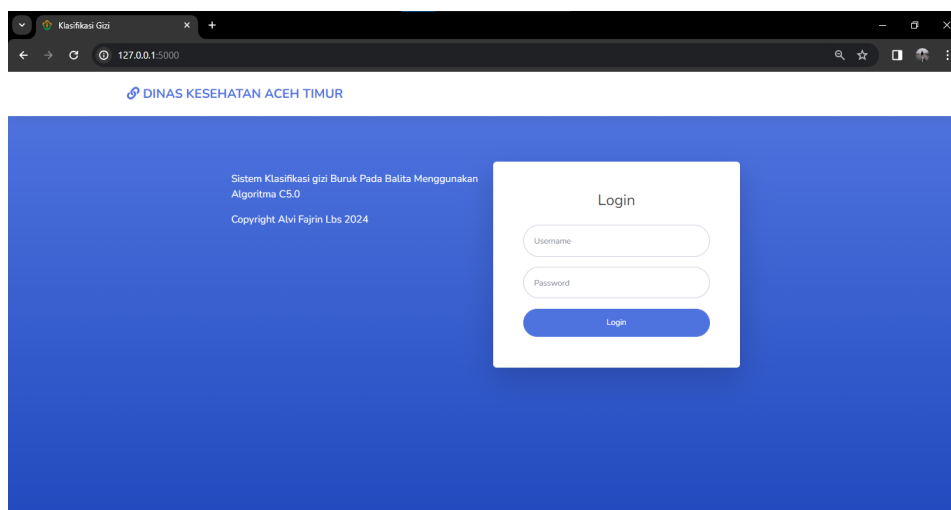 Klasifikasi Gizi
127.0.0.1:5000
DINAS KESEHATAN ACEH TIMUR
Sistem Klasifikasi gizi Buruk Pada Balita Menggunakan
Algoritma C5.0
Copyright Alvi Fajrin Lbs 2024
Login
Username
Password
Login